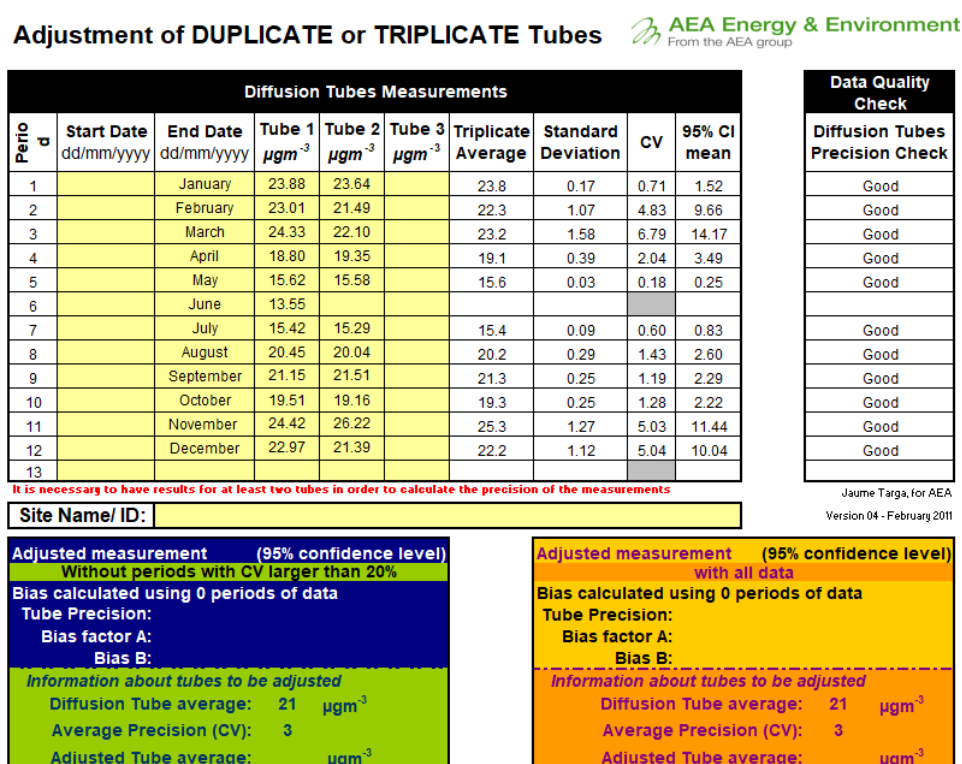 Adjustment of DUPLICATE or TRIPLICATE Tubes
AEA Energy & Environment
From the AEA group
Diffusion Tubes Measurements
Data Quality Check
Period Start Date dd/mm/yyyy End Date dd/mm/yyyy Tube 1 µgm-3 Tube 2 µgm-3 Tube 3 µgm-3 Triplicate Average Standard Deviation CV 95% CI mean Diffusion Tubes Precision Check
1 January 23.88 23.64 23.8 0.17 0.71 1.52 Good
2 February 23.01 21.49 22.3 1.07 4.83 9.66 Good
3 March 24.33 22.10 23.2 1.58 6.79 14.17 Good
4 April 18.80 19.35 19.1 0.39 2.04 3.49 Good
5 May 15.62 15.58 15.6 0.03 0.18 0.25 Good
6 June 13.55
7 July 15.42 15.29 15.4 0.09 0.60 0.83 Good
8 August 20.45 20.04 20.2 0.29 1.43 2.60 Good
9 September 21.15 21.51 21.3 0.25 1.19 2.29 Good
10 October 19.51 19.16 19.3 0.25 1.28 2.22 Good
11 November 24.42 26.22 25.3 1.27 5.03 11.44 Good
12 December 22.97 21.39 22.2 1.12 5.04 10.04 Good
13
It is necessary to have results for at least two tubes in order to calculate the precision of the measurements
Jaume Targa, for AEA
Site Name/ ID:
Version 04 - February 2011
Adjusted measurement (95% confidence level)
Without periods with CV larger than 20%
Bias calculated using 0 periods of data
Tube Precision:
Bias factor A:
Bias B:
Information about tubes to be adjusted
Diffusion Tube average: 21 µgm-3
Average Precision (CV): 3
Adjusted Tube average: µgm-3
Adjusted measurement (95% confidence level)
with all data
Bias calculated using 0 periods of data
Tube Precision:
Bias factor A:
Bias B:
Information about tubes to be adjusted
Diffusion Tube average: 21 µgm-3
Average Precision (CV): 3
Adjusted Tube average: µgm-3